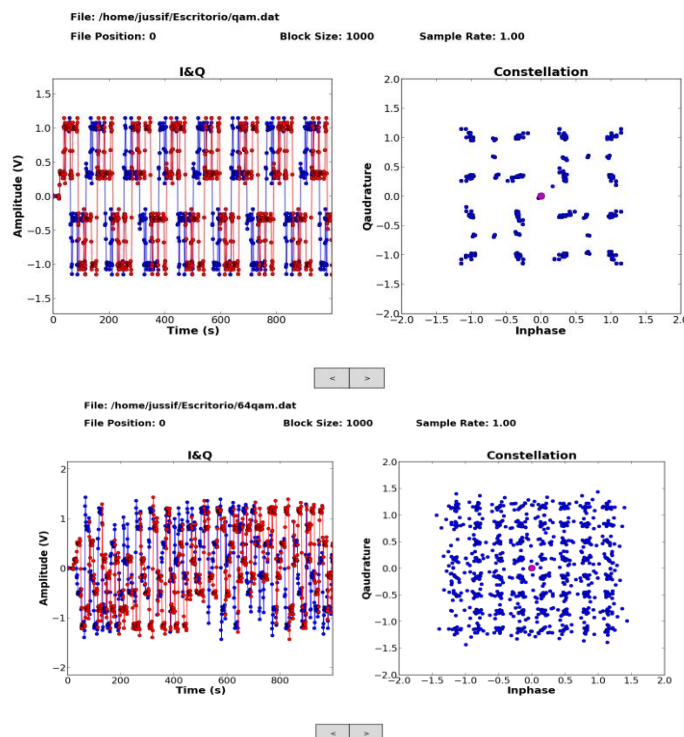 File: /home/jussif/Escritorio/qam.dat
File Position: 0 Block Size: 1000 Sample Rate: 1.00
I&Q Constellation
Amplitude (V)
1.5
1.0
0.5
0.0
−0.5
−1.0
−1.5
0 200 400 600 800
Time (s)
Qaudrature
2.0
1.5
1.0
0.5
0.0
−0.5
−1.0
−1.5
−2.0
−2.0 −1.5 −1.0 −0.5 0.0 0.5 1.0 1.5 2.0
Inphase
< >
File: /home/jussif/Escritorio/64qam.dat
File Position: 0 Block Size: 1000 Sample Rate: 1.00
I&Q Constellation
Amplitude (V)
2
1
0
−1
−2
0 200 400 600 800
Time (s)
Qaudrature
2.0
1.5
1.0
0.5
0.0
−0.5
−1.0
−1.5
−2.0
−2.0 −1.5 −1.0 −0.5 0.0 0.5 1.0 1.5 2.0
Inphase
< >